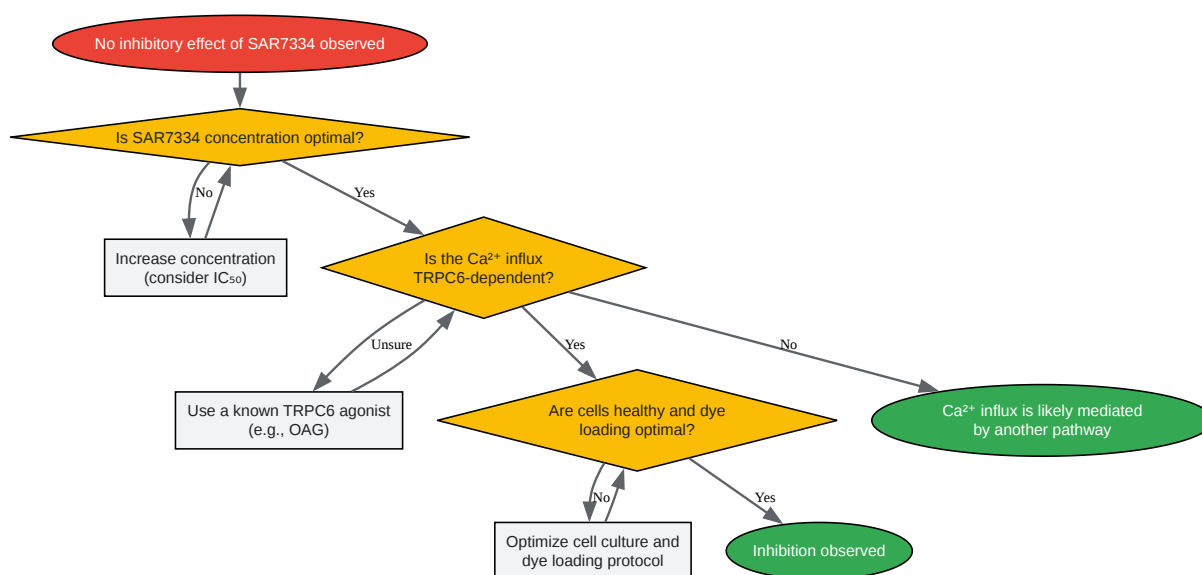 No inhibitory effect of SAR7334 observed
Is SAR7334 concentration optimal?
No
Yes
Increase concentration
(consider IC₅₀)
Is the Ca²⁺ influx
TRPC6-dependent?
Unsure
Yes
No
Use a known TRPC6 agonist
(e.g., OAG)
Are cells healthy and dye
loading optimal?
Ca²⁺ influx is likely mediated
by another pathway
No
Yes
Optimize cell culture and
dye loading protocol
Inhibition observed